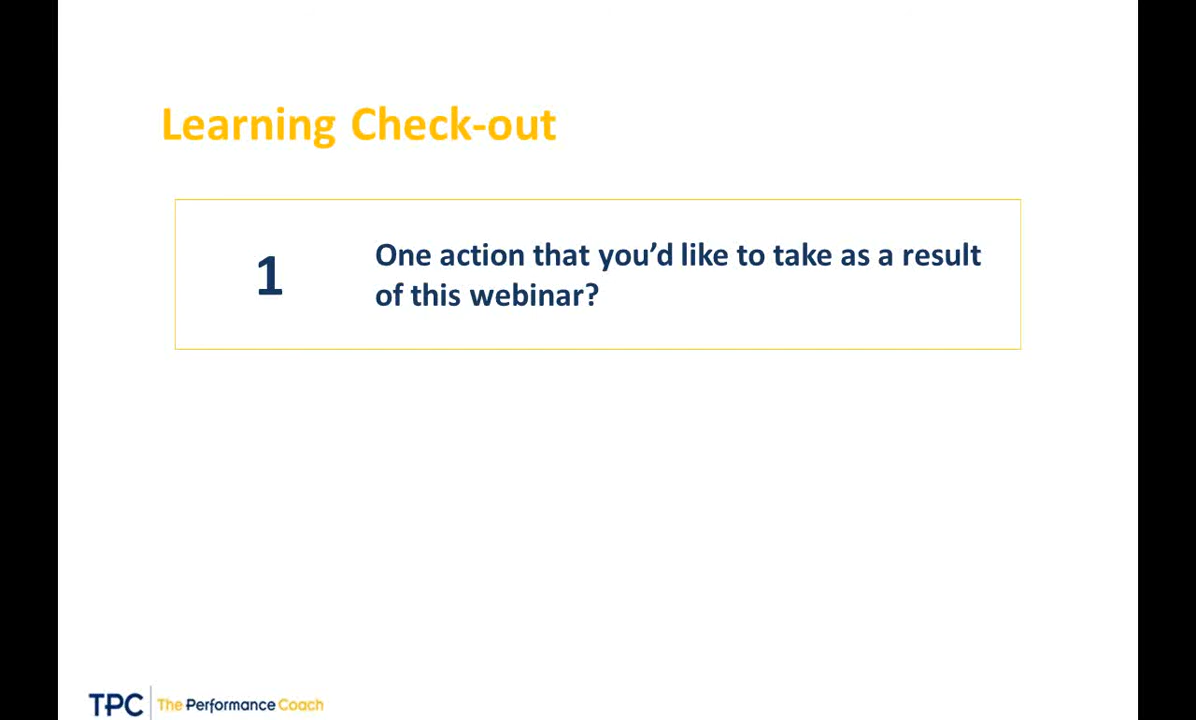 Learning Check-out
1
One action that you’d like to take as a result
of this webinar?
TPC The Performance Coach